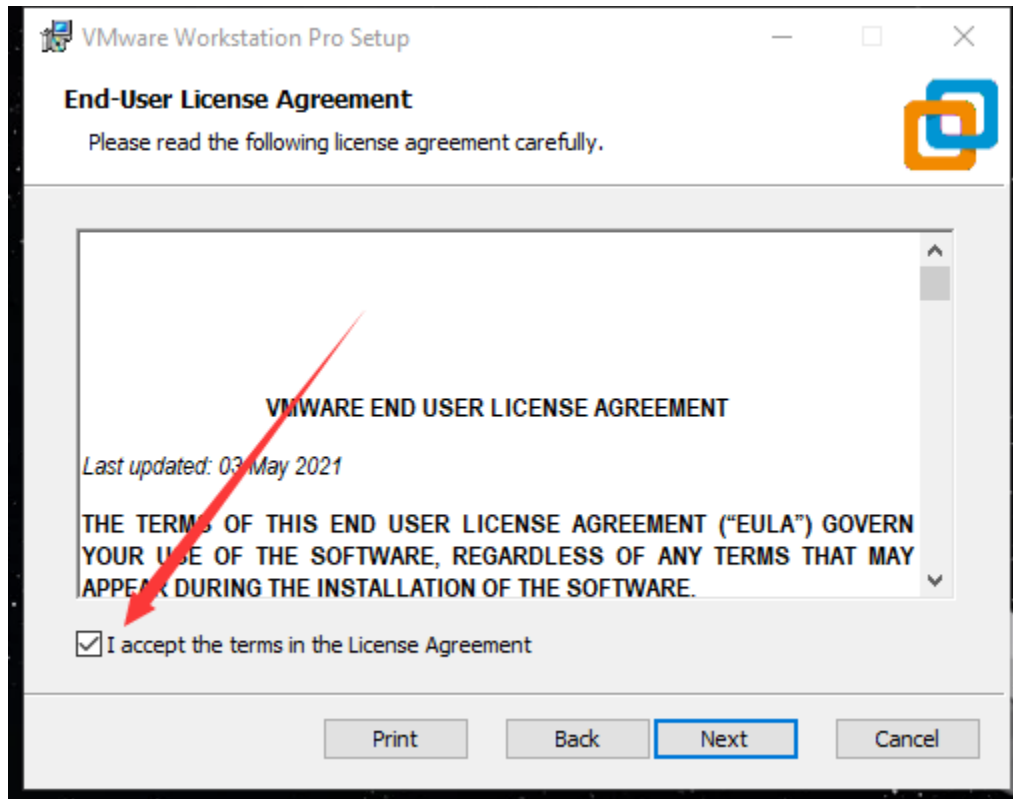 VMware Workstation Pro Setup
End-User License Agreement
Please read the following license agreement carefully.
VMWARE END USER LICENSE AGREEMENT
Last updated: 03 May 2021
THE TERMS OF THIS END USER LICENSE AGREEMENT (“EULA”) GOVERN
YOUR USE OF THE SOFTWARE, REGARDLESS OF ANY TERMS THAT MAY
APPEAR DURING THE INSTALLATION OF THE SOFTWARE.
I accept the terms in the License Agreement
Print Back Next Cancel